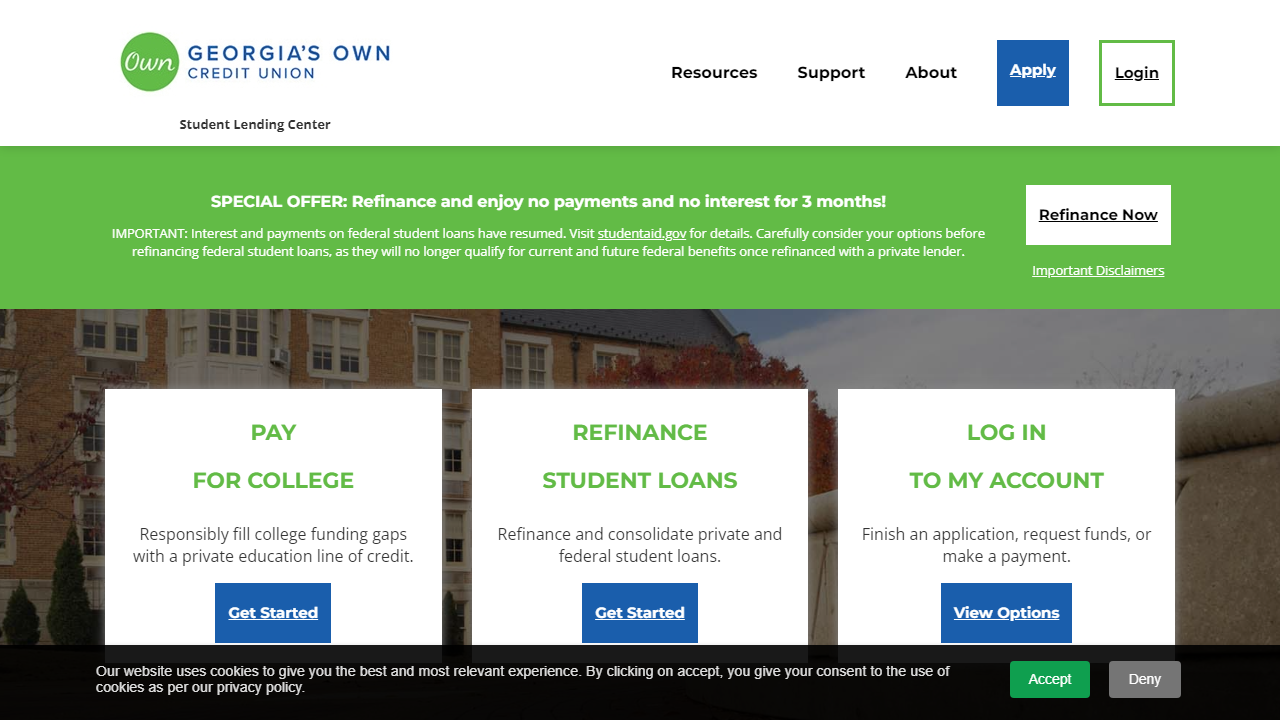 Own
GEORGIA'S OWN
CREDIT UNION
Student Lending Center
Resources
Support
About
Apply
Login
SPECIAL OFFER: Refinance and enjoy no payments and no interest for 3 months!
IMPORTANT: Interest and payments on federal student loans have resumed. Visit studentaid.gov for details. Carefully consider your options before
refinancing federal student loans, as they will no longer qualify for current and future federal benefits once refinanced with a private lender.
Refinance Now
Important Disclaimers
PAY
FOR COLLEGE
Responsibly fill college funding gaps
with a private education line of credit.
Get Started
REFINANCE
STUDENT LOANS
Refinance and consolidate private and
federal student loans.
Get Started
LOG IN
TO MY ACCOUNT
Finish an application, request funds, or
make a payment.
View Options
Our website uses cookies to give you the best and most relevant experience. By clicking on accept, you give your consent to the use of
cookies as per our privacy policy.
Accept
Deny